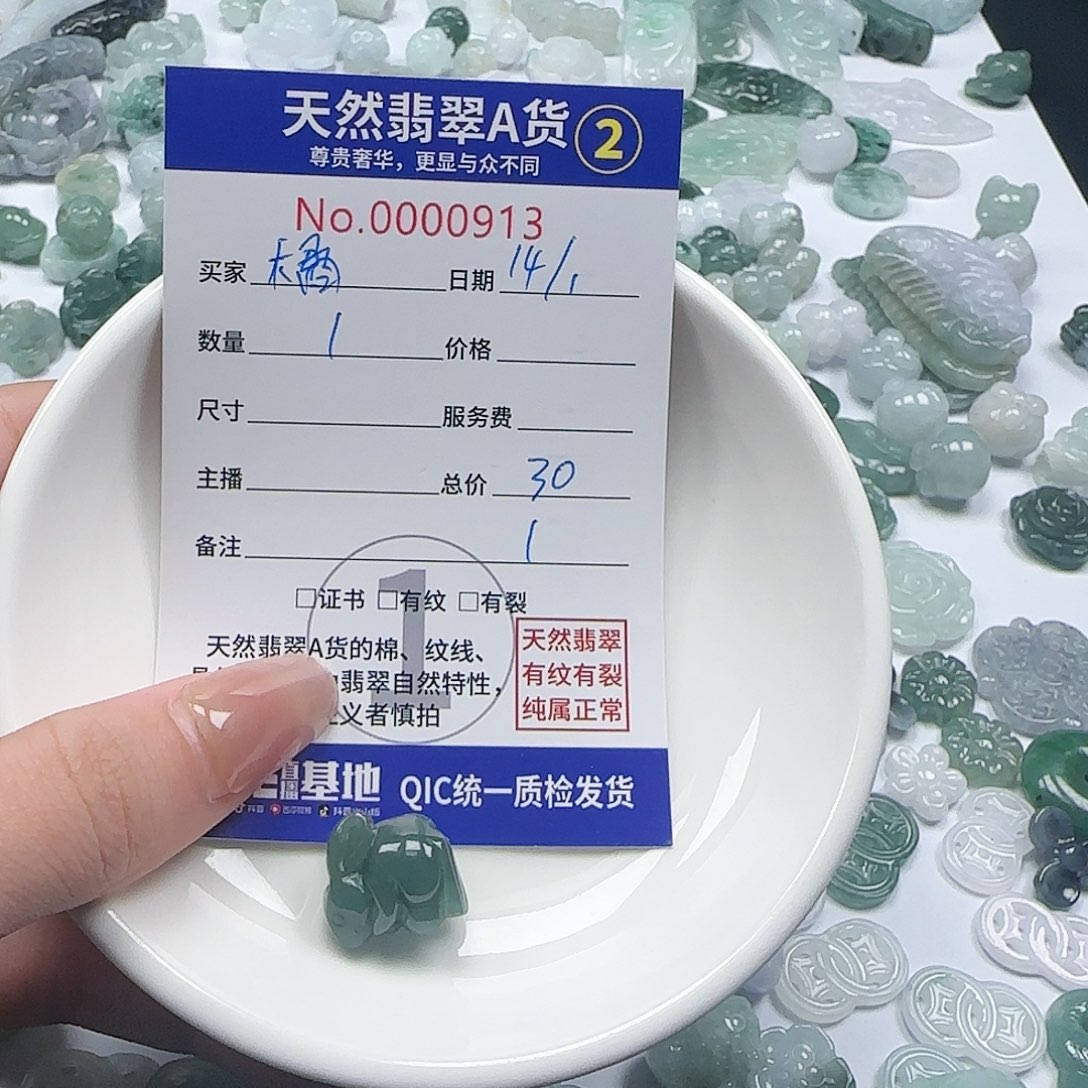 天然翡翠A货 2
尊贵奢华，更显与众不同
No.0000913
买家 日期 14/1
数量 1 价格
尺寸 服务费
主播 总价 30
备注 1
□证书 □有纹 □有裂
1
天然翡翠A货的棉、纹线、
翡翠自然特性，
义者慎拍
天然翡翠
有纹有裂
纯属正常
基地 QIC统一质检发货